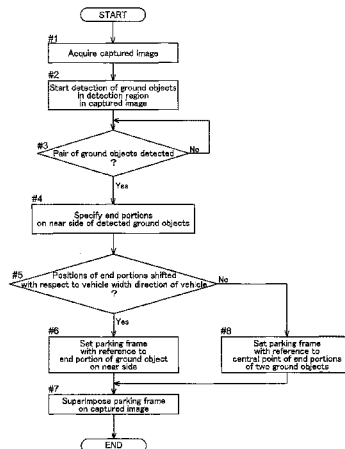 START
#1
Acquire captured image
#2
Start detection of ground objects
in detection region
in captured image
#3
Pair of ground objects detected
?
No
Yes
#4
Specify end portions
on near side of detected ground objects
#5
Positions of end portions shifted
with respect to vehicle width direction of vehicle
?
No
Yes
#6
Set parking frame
with reference to
end portion of ground object
on near side
#8
Set parking frame
with reference to
central point of end portions
of two ground objects
#7
Superimpose parking frame
on captured image
END